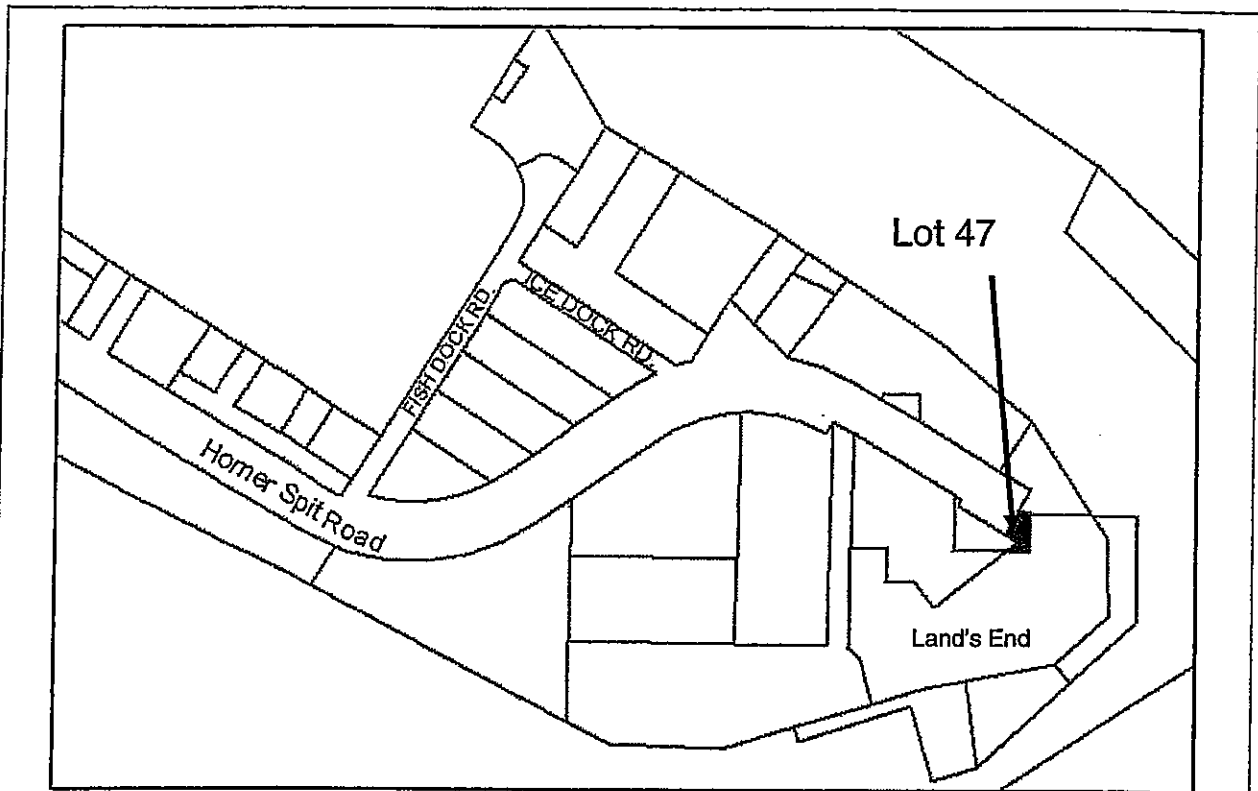 Lot 47
ICE DOCK RD.
FISH DOCK RD.
Homer Spit Road
Land's End